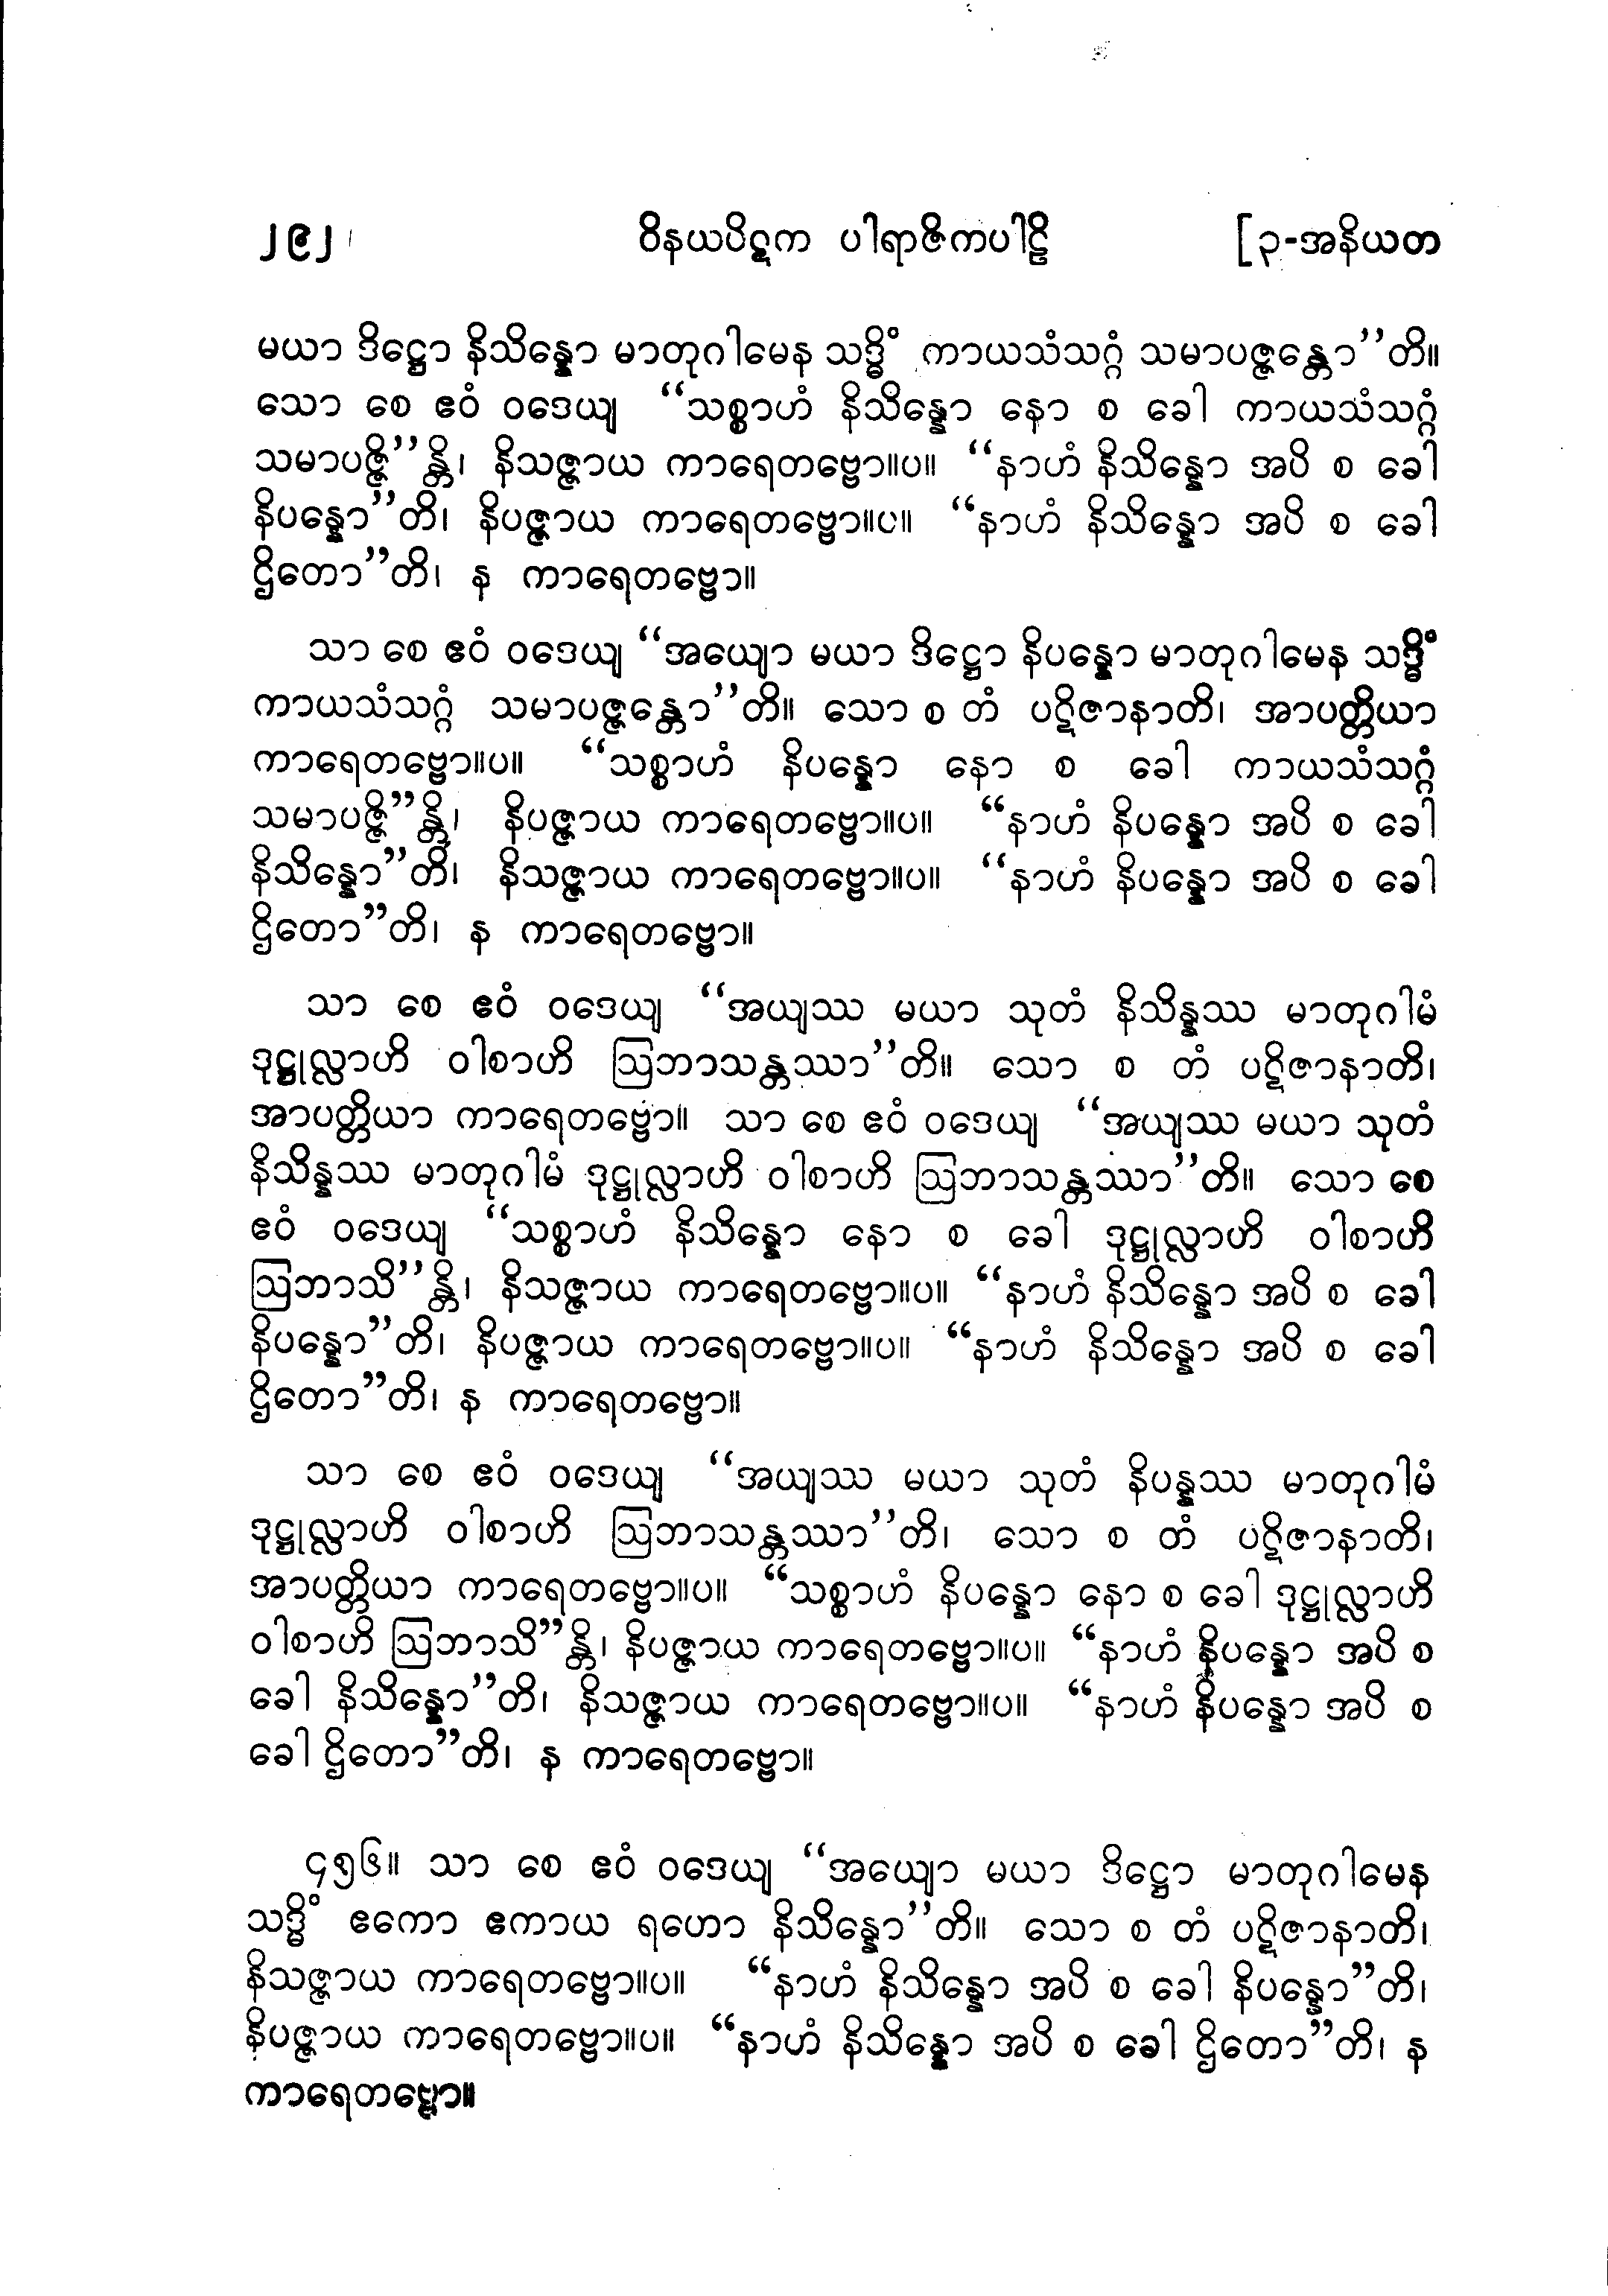 ၂၉၂ ဝိနယပိဋက ပါရာဇိကပါဠိ [၃-အနိယတ
မယာ ဒိဋ္ဌော နိသိန္နော မာတုဂါမေန သဒ္ဓိံ ကာယသံသဂ္ဂံ သမာပဇ္ဇန္တော’’တိ။
သော စေ ဧဝံ ဝဒေယျ ‘‘သစ္စာဟံ နိသိန္နော နော စ ခေါ ကာယသံသဂ္ဂံ
သမာပဇ္ဇိ’’န္တိ၊ နိသဇ္ဇာယ ကာရေတဗ္ဗော။ပ။ ‘‘နာဟံ နိသိန္နော အပိ စ ခေါ
နိပန္နော’’တိ၊ နိပဇ္ဇာယ ကာရေတဗ္ဗော။ပ။ ‘‘နာဟံ နိသိန္နော အပိ စ ခေါ
ဌိတော’’တိ၊ န ကာရေတဗ္ဗော။
သာ စေ ဧဝံ ဝဒေယျ ‘‘အယျော မယာ ဒိဋ္ဌော နိပန္နော မာတုဂါမေန သဒ္ဓိံ
ကာယသံသဂ္ဂံ သမာပဇ္ဇန္တော’’တိ။ သော စ တံ ပဋိဇာနာတိ၊ အာပတ္တိယာ
ကာရေတဗ္ဗော။ပ။ ‘‘သစ္စာဟံ နိပန္နော နော စ ခေါ ကာယသံသဂ္ဂံ
သမာပဇ္ဇိ’’န္တိ၊ နိပဇ္ဇာယ ကာရေတဗ္ဗော။ပ။ ‘‘နာဟံ နိပန္နော အပိ စ ခေါ
နိသိန္နော’’တိ၊ နိသဇ္ဇာယ ကာရေတဗ္ဗော။ပ။ ‘‘နာဟံ နိပန္နော အပိ စ ခေါ
ဌိတော’’တိ၊ န ကာရေတဗ္ဗော။
သာ စေ ဧဝံ ဝဒေယျ ‘‘အယျဿ မယာ သုတံ နိသိန္နဿ မာတုဂါမံ
ဒုဋ္ဌုလ္လာဟိ ဝါစာဟိ ဩဘာသန္တဿာ’’တိ။ သော စ တံ ပဋိဇာနာတိ၊
အာပတ္တိယာ ကာရေတဗ္ဗော။ သာ စေ ဧဝံ ဝဒေယျ ‘‘အယျဿ မယာ သုတံ
နိသိန္နဿ မာတုဂါမံ ဒုဋ္ဌုလ္လာဟိ ဝါစာဟိ ဩဘာသန္တဿာ’’တိ။ သော စေ
ဧဝံ ဝဒေယျ ‘‘သစ္စာဟံ နိသိန္နော နော စ ခေါ ဒုဋ္ဌုလ္လာဟိ ဝါစာဟိ
ဩဘာသိ’’န္တိ၊ နိသဇ္ဇာယ ကာရေတဗ္ဗော။ပ။ ‘‘နာဟံ နိသိန္နော အပိ စ ခေါ
နိပန္နော’’တိ၊ နိပဇ္ဇာယ ကာရေတဗ္ဗော။ပ။ ‘‘နာဟံ နိသိန္နော အပိ စ ခေါ
ဌိတော’’တိ၊ န ကာရေတဗ္ဗော။
သာ စေ ဧဝံ ဝဒေယျ ‘‘အယျဿ မယာ သုတံ နိပန္နဿ မာတုဂါမံ
ဒုဋ္ဌုလ္လာဟိ ဝါစာဟိ ဩဘာသန္တဿာ’’တိ၊ သော စ တံ ပဋိဇာနာတိ၊
အာပတ္တိယာ ကာရေတဗ္ဗော။ပ။ ‘‘သစ္စာဟံ နိပန္နော နော စ ခေါ ဒုဋ္ဌုလ္လာဟိ
ဝါစာဟိ ဩဘာသိ’’န္တိ၊ နိပဇ္ဇာယ ကာရေတဗ္ဗော။ပ။ ‘‘နာဟံ နိပန္နော အပိ စ
ခေါ နိသိန္နော’’တိ၊ နိသဇ္ဇာယ ကာရေတဗ္ဗော။ပ။ ‘‘နာဟံ နိပန္နော အပိ စ
ခေါ ဌိတော’’တိ၊ န ကာရေတဗ္ဗော။
၄၅၆။ သာ စေ ဧဝံ ဝဒေယျ ‘‘အယျော မယာ ဒိဋ္ဌော မာတုဂါမေန
သဒ္ဓိံ ဧကော ဧကာယ ရဟော နိသိန္နော’’တိ။ သော စ တံ ပဋိဇာနာတိ၊
နိသဇ္ဇာယ ကာရေတဗ္ဗော။ပ။ ‘‘နာဟံ နိသိန္နော အပိ စ ခေါ နိပန္နော’’တိ၊
နိပဇ္ဇာယ ကာရေတဗ္ဗော။ပ။ ‘‘နာဟံ နိသိန္နော အပိ စ ခေါ ဌိတော’’တိ၊ န
ကာရေတဗ္ဗော။